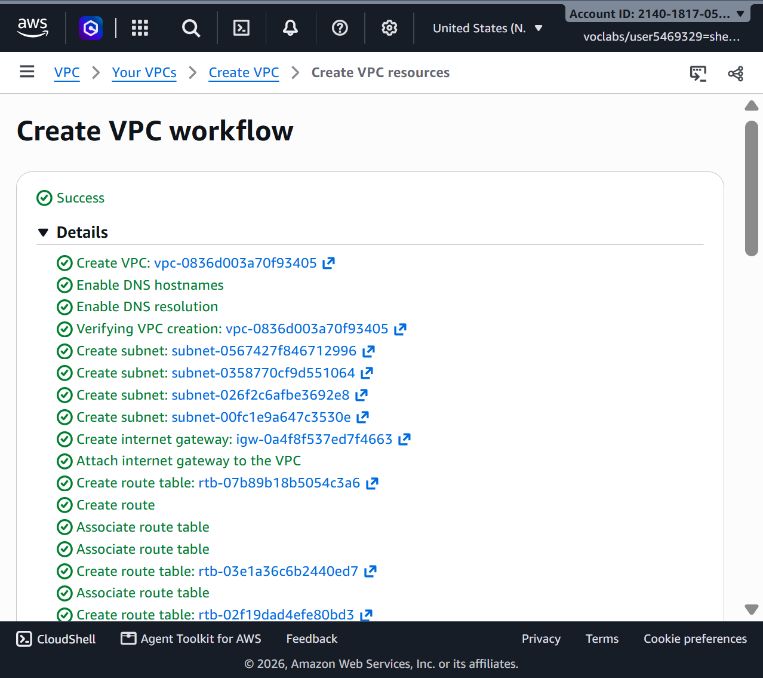 aws
United States (N.
Account ID: 2140-1817-05...
voclabs/user5469329=she...
VPC
Your VPCs
Create VPC
Create VPC resources
Create VPC workflow
Success
Details
Create VPC: vpc-0836d003a70f93405
Enable DNS hostnames
Enable DNS resolution
Verifying VPC creation: vpc-0836d003a70f93405
Create subnet: subnet-0567427f846712996
Create subnet: subnet-0358770cf9d551064
Create subnet: subnet-026f2c6afbe3692e8
Create subnet: subnet-00fc1e9a647c3530e
Create internet gateway: igw-0a4f8f537ed7f4663
Attach internet gateway to the VPC
Create route table: rtb-07b89b18b5054c3a6
Create route
Associate route table
Associate route table
Create route table: rtb-03e1a36c6b2440ed7
Associate route table
Create route table: rtb-02f19dad4efe80bd3
CloudShell
Agent Toolkit for AWS
Feedback
Privacy
Terms
Cookie preferences
© 2026, Amazon Web Services, Inc. or its affiliates.